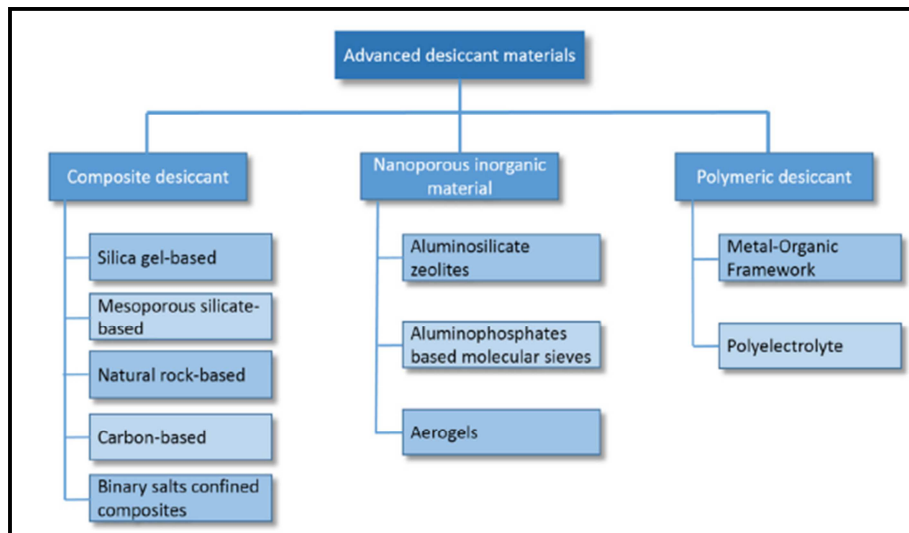 Advanced desiccant materials
Composite desiccant
Nanoporous inorganic
material
Polymeric desiccant
Silica gel-based
Mesoporous silicate-
based
Natural rock-based
Carbon-based
Binary salts confined
composites
Aluminosilicate
zeolites
Aluminophosphates
based molecular sieves
Aerogels
Metal-Organic
Framework
Polyelectrolyte